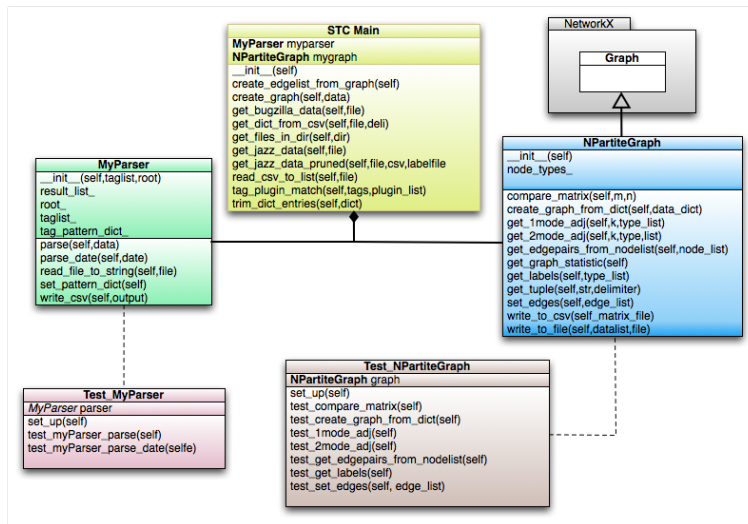 STC Main
MyParser myparser
NPartiteGraph mygraph
__init__(self)
create_edgelist_from_graph(self)
create_graph(self,data)
get_bugzilla_data(self,file)
get_dict_from_csv(self,file,deli)
get_files_in_dir(self,dir)
get_jazz_data(self,file)
get_jazz_data_pruned(self,file,csv,labelfile
read_csv_to_list(self,file)
tag_plugin_match(self,tags,plugin_list)
trim_dict_entries(self,dict)
NetworkX
Graph
MyParser
__init__(self,taglist,root)
result_list_
root_
taglist_
tag_pattern_dict_
parse(self,data)
parse_date(self,date)
read_file_to_string(self,file)
set_pattern_dict(self)
write_csv(self,output)
NPartiteGraph
__init__(self)
node_types_
compare_matrix(self,m,n)
create_graph_from_dict(self,data_dict)
get_1mode_adj(self,k,type_list)
get_2mode_adj(self,k,type,list)
get_edgepairs_from_nodelist(self,node_list)
get_graph_statistic(self)
get_labels(self,type_list)
get_tuple(self,str,delimiter)
set_edges(self,edge_list)
write_to_csv(self_matrix_file)
write_to_file(self,datalist,file)
Test_MyParser
MyParser parser
set_up(self)
test_myParser_parse(self)
test_myParser_parse_date(selfe)
Test_NPartiteGraph
NPartiteGraph graph
set_up(self)
test_compare_matrix(self)
test_create_graph_from_dict(self)
test_1mode_adj(self)
test_2mode_adj(self)
test_get_edgepairs_from_nodelist(self)
test_get_labels(self)
test_set_edges(self, edge_list)